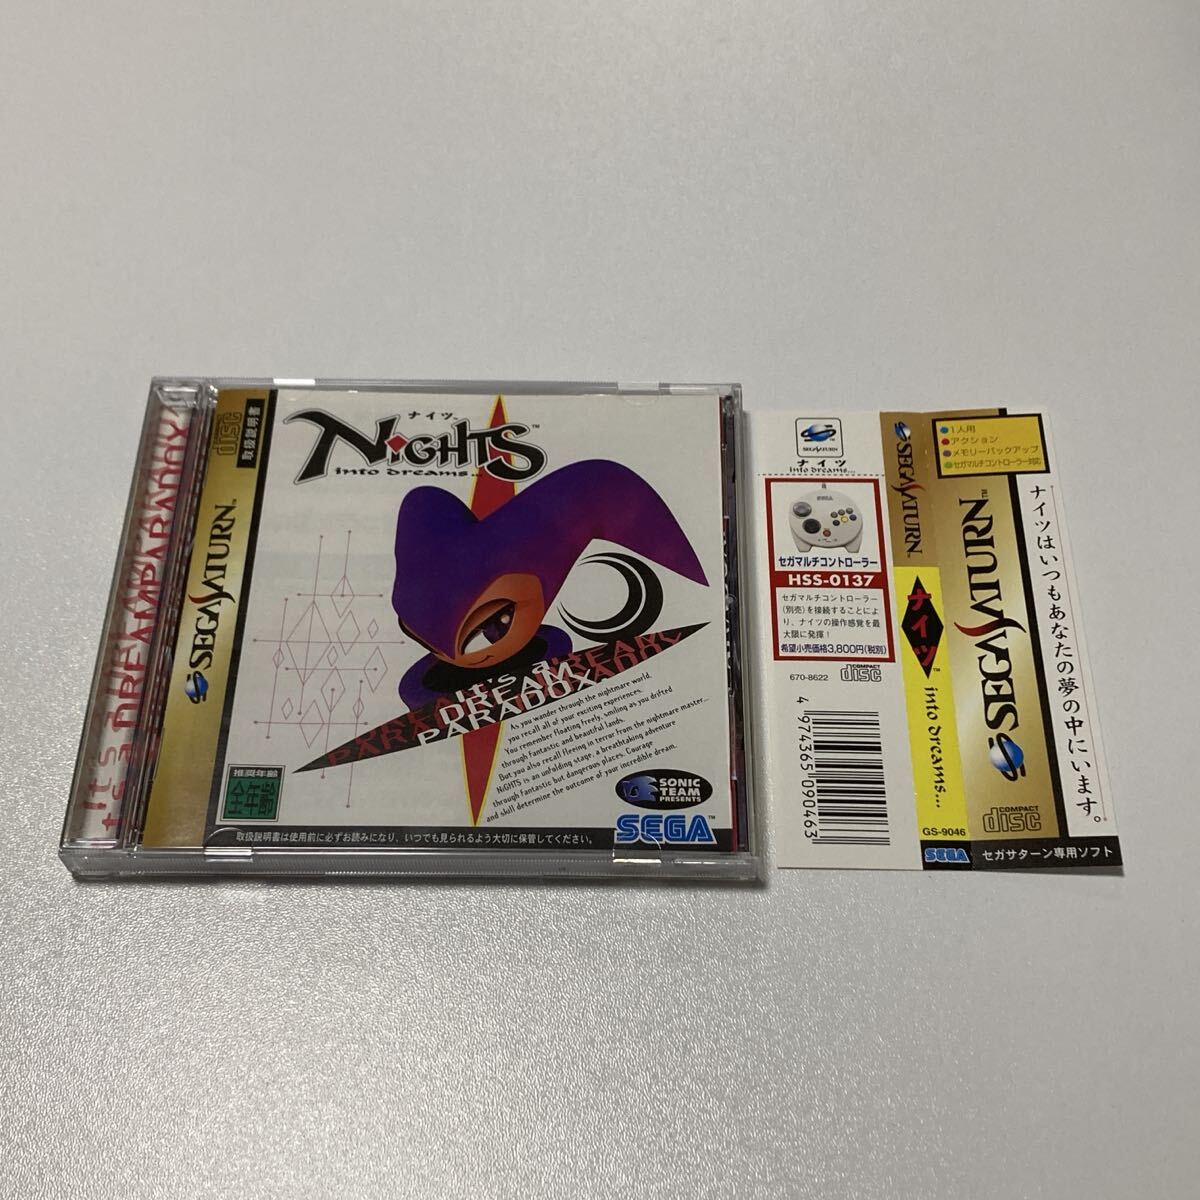 It's a DREAM PARADOX
disc
取扱説明書
SEGA SATURN™
ナイツ™
NiGHTS™
into dreams...
IT'S a
DREAM
PARADOX
As you wander through the nightmare world,
you recall all of your exciting experiences.
You remember floating freely, smiling as you drifted
through fantastic and beautiful lands.
But you also recall fleeing in terror from the nightmare master...
NiGHTS is an unfolding stage, a breathtaking adventure
through fantastic but dangerous places. Courage
and skill determine the outcome of your incredible dream.
推奨年齢
全年齢
SONIC
TEAM
PRESENTS
SEGA™
取扱説明書は使用前に必ずお読みになり、いつでも見られるよう大切に保管してください。
SEGA SATURN
ナイツ
into dreams...
SEGA
セガマルチコントローラー
HSS-0137
セガマルチコントローラー
(別売)を接続することによ
り、ナイツの操作感覚を最
大限に発揮!
希望小売価格3,800円(税別)
670-8622
COMPACT
disc
4974365090463
SEGA SATURN™
ナイツ™
into dreams...
GS-9046
SEGA
1人用
アクション
メモリーバックアップ
セガマルチコントローラー対応
SEGA SATURN™
COMPACT
disc
ナイツはいつもあなたの夢の中にいます。
セガサターン専用ソフト